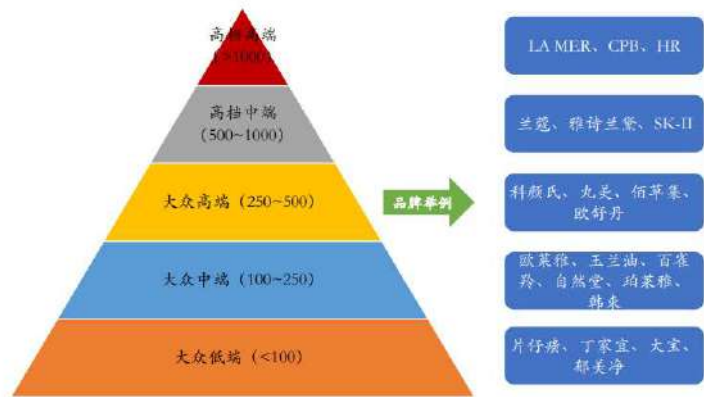 高档高端
(>1000)
LA MER、CPB、HR
高档中端
(500~1000)
兰蔻、雅诗兰黛、SK-II
大众高端 (250~500)
品牌举例
科颜氏、丸美、佰草集、
欧舒丹
大众中端 (100~250)
欧莱雅、玉兰油、百雀
羚、自然堂、珀莱雅、
韩束
大众低端 (<100)
片仔癀、丁家宜、大宝、
郁美净